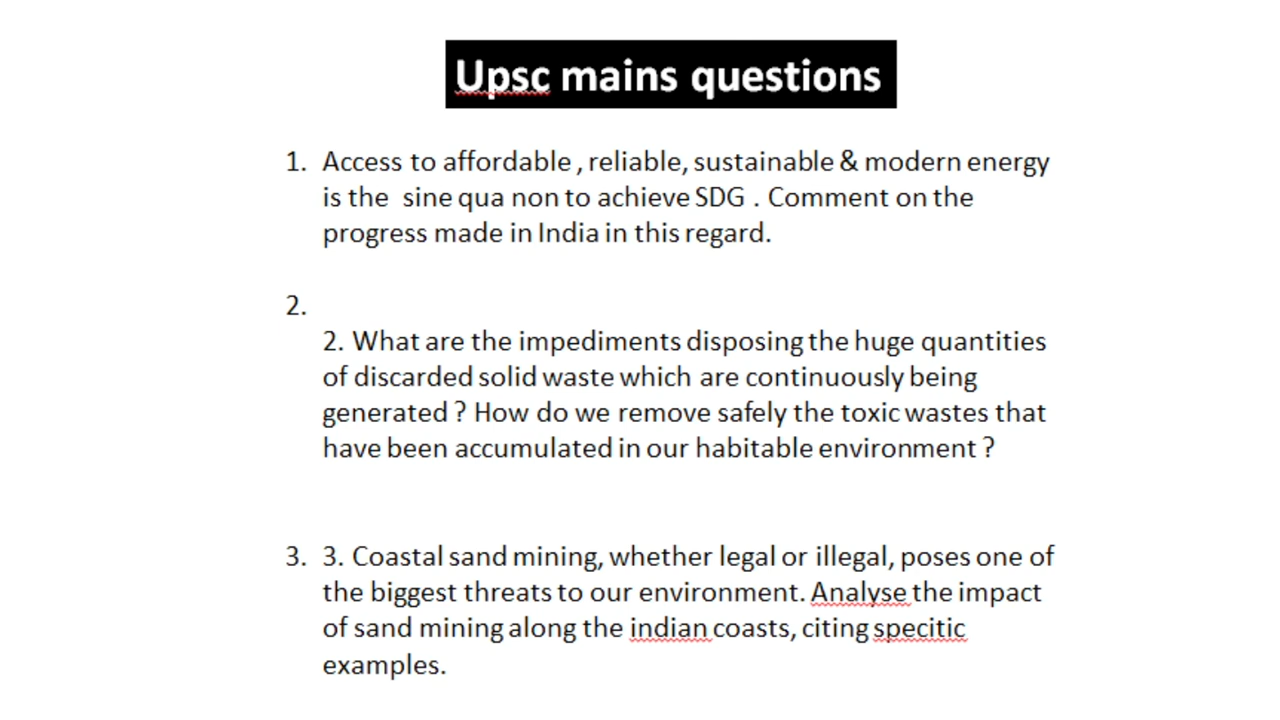 Upsc mains questions
1. Access to affordable , reliable, sustainable & modern energy
is the sine qua non to achieve SDG . Comment on the
progress made in India in this regard.
2.
2. What are the impediments disposing the huge quantities
of discarded solid waste which are continuously being
generated ? How do we remove safely the toxic wastes that
have been accumulated in our habitable environment ?
3. 3. Coastal sand mining, whether legal or illegal, poses one of
the biggest threats to our environment. Analyse the impact
of sand mining along the indian coasts, citing specitic
examples.